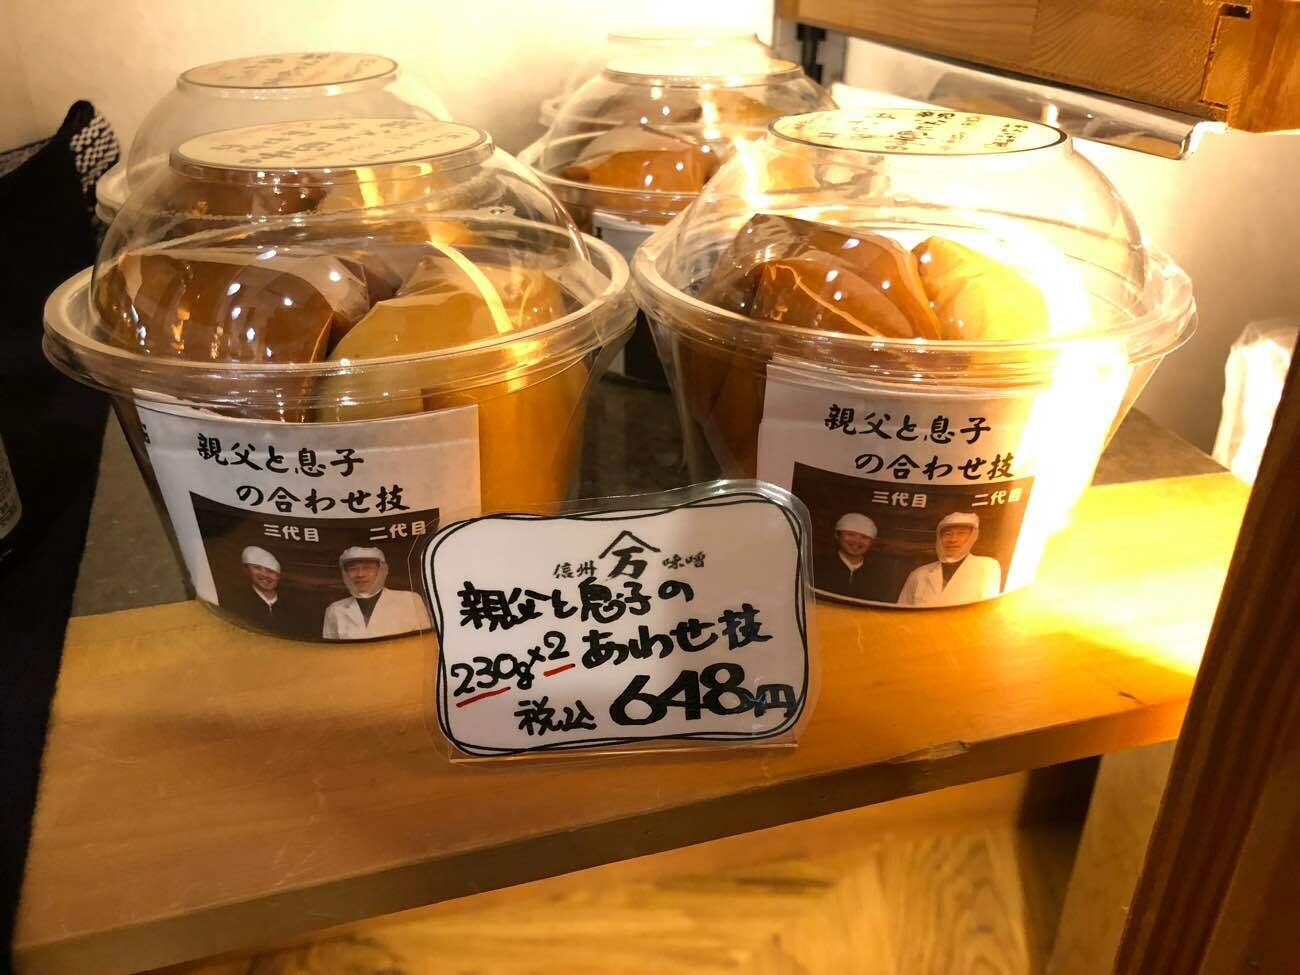 親父と息子
の合わせ技
三代目 二代目
親父と息子
の合わせ技
三代目 二代目
信州 万 味噌
親父と息子の
あわせ技
230g×2
税込 648円